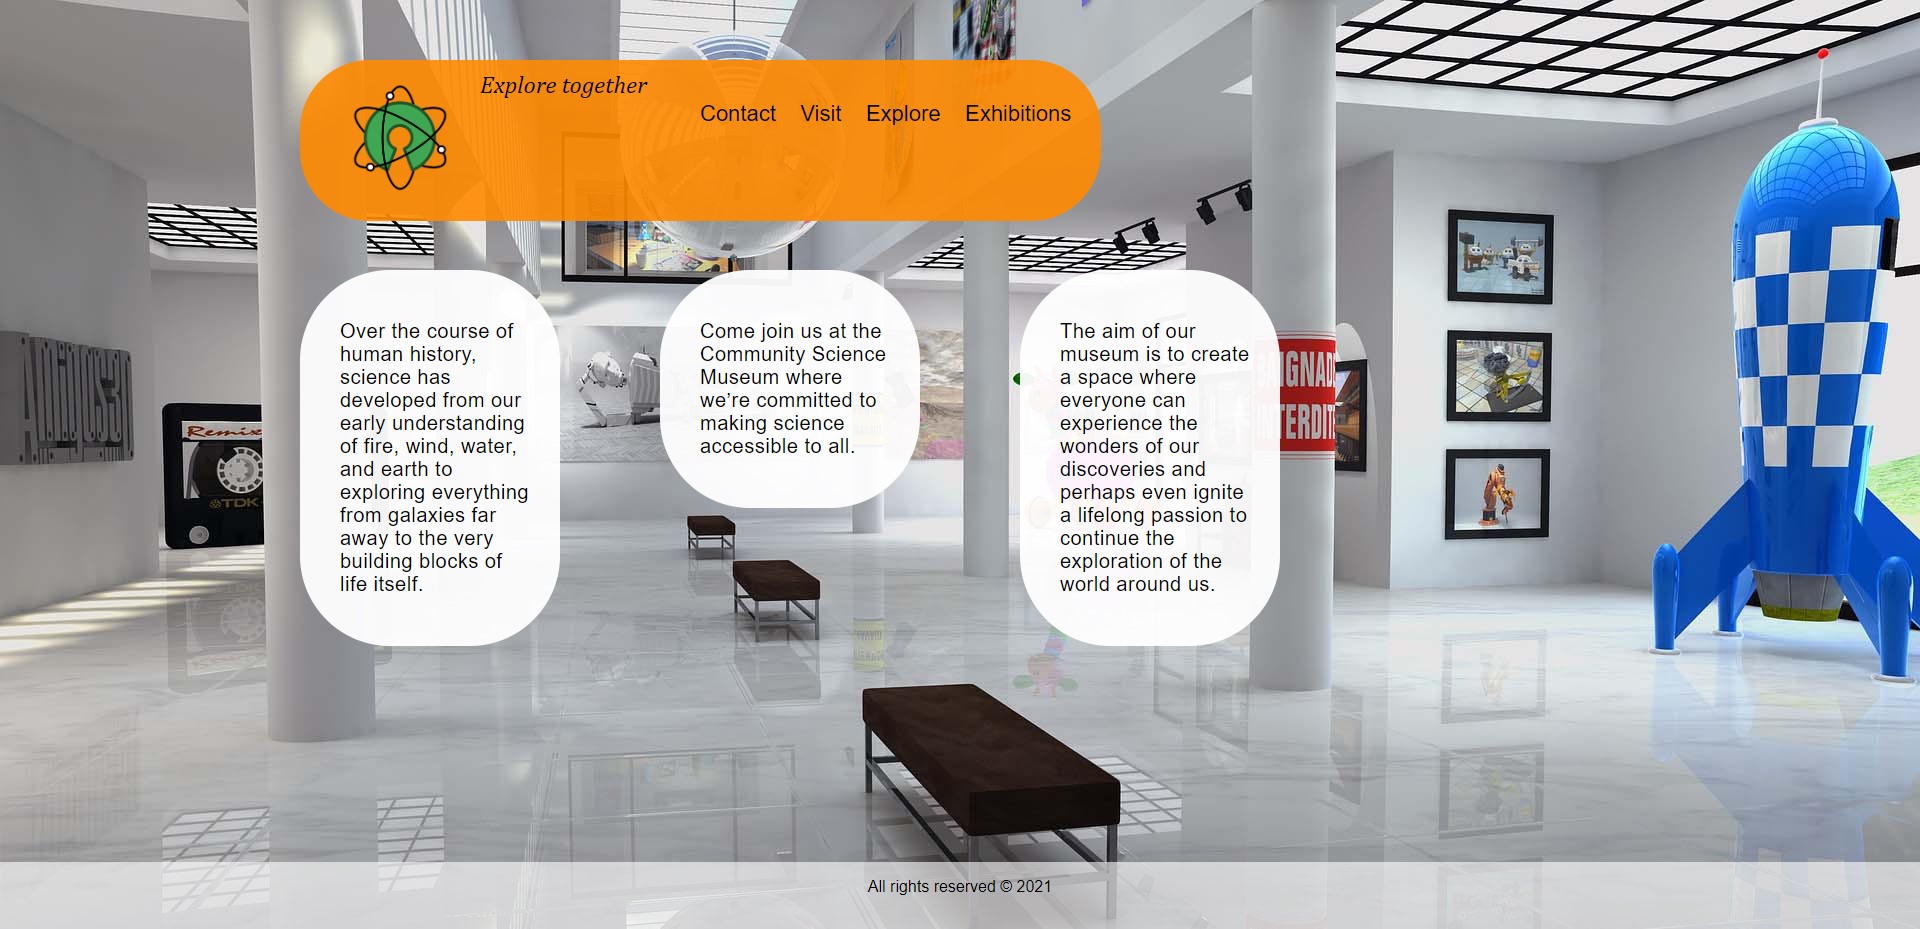 Explore together
Contact Visit Explore Exhibitions
Over the course of
human history,
science has
developed from our
early understanding
of fire, wind, water,
and earth to
exploring everything
from galaxies far
away to the very
building blocks of
life itself.
Come join us at the
Community Science
Museum where
we’re committed to
making science
accessible to all.
The aim of our
museum is to create
a space where
everyone can
experience the
wonders of our
discoveries and
perhaps even ignite
a lifelong passion to
continue the
exploration of the
world around us.
Remix
TDK
BAIGNADE
INTERDITE
All rights reserved © 2021